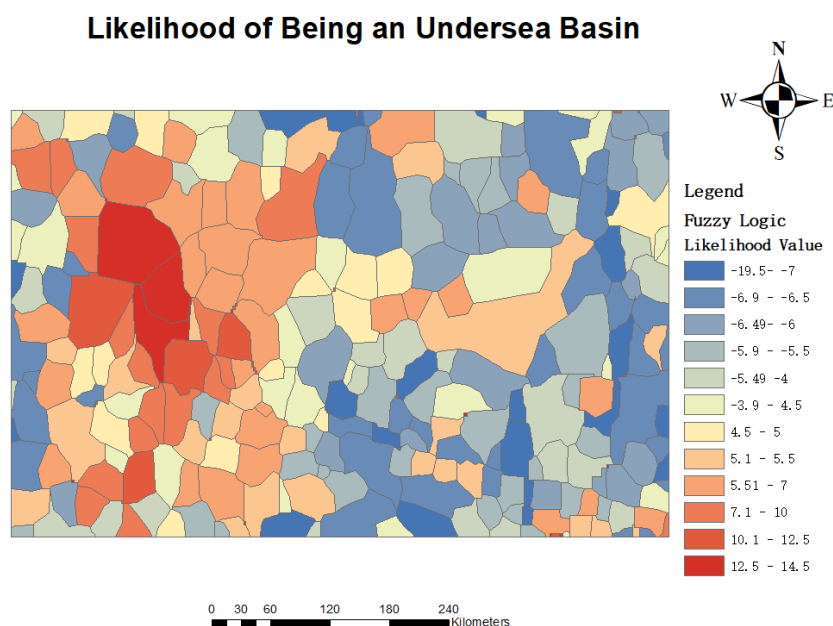 Likelihood of Being an Undersea Basin
N
W E
S
Legend
Fuzzy Logic
Likelihood Value
-19.5- -7
-6.9 - -6.5
-6.49- -6
-5.9 - -5.5
-5.49 -4
-3.9 - 4.5
4.5 - 5
5.1 - 5.5
5.51 - 7
7.1 - 10
10.1 - 12.5
12.5 - 14.5
0 30 60 120 180 240
Kilometers